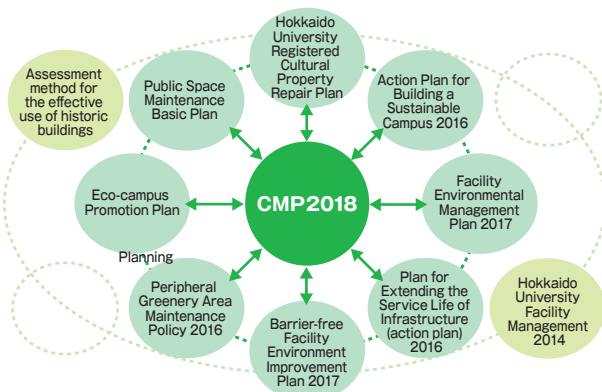 Hokkaido
University
Registered
Cultural
Property
Repair Plan
Assessment
method for
the effective
use of historic
buildings
Public Space
Maintenance
Basic Plan
Action Plan for
Building a
Sustainable
Campus 2016
Eco-campus
Promotion Plan
CMP2018
Facility
Environmental
Management
Plan 2017
Planning
Peripheral
Greenery Area
Maintenance
Policy 2016
Barrier-free
Facility
Environment
Improvement
Plan 2017
Plan for
Extending the
Service Life of
Infrastructure
(action plan)
2016
Hokkaido
University
Facility
Management
2014